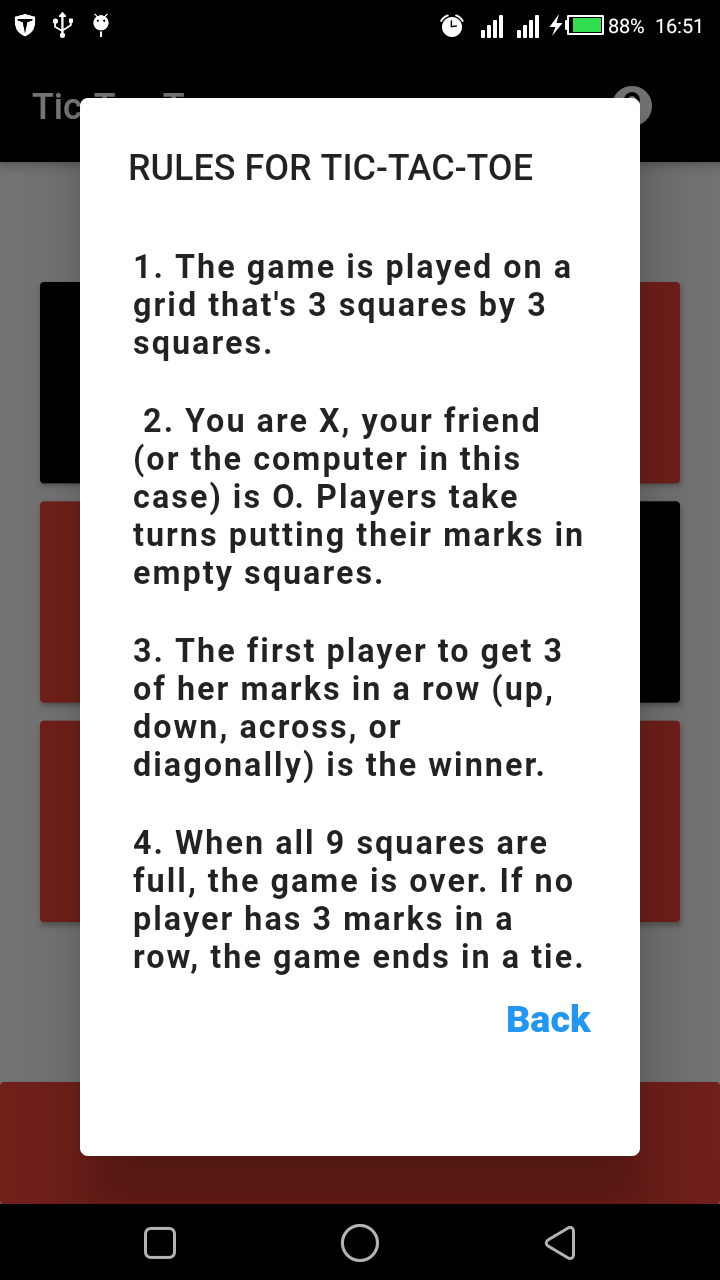 88% 16:51
Tic
RULES FOR TIC-TAC-TOE
1. The game is played on a
grid that's 3 squares by 3
squares.
2. You are X, your friend
(or the computer in this
case) is O. Players take
turns putting their marks in
empty squares.
3. The first player to get 3
of her marks in a row (up,
down, across, or
diagonally) is the winner.
4. When all 9 squares are
full, the game is over. If no
player has 3 marks in a
row, the game ends in a tie.
Back